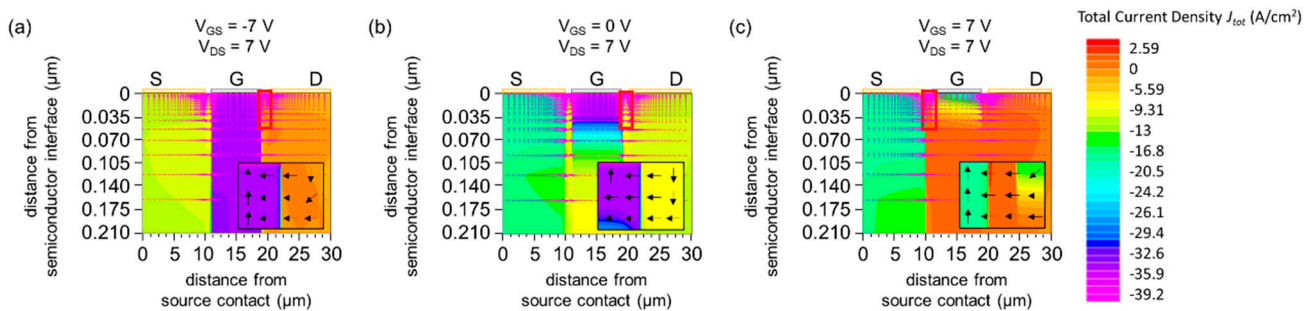 (a)
V_GS = -7 V
V_DS = 7 V
S G D
distance from
semiconductor interface (µm)
0
0.035
0.070
0.105
0.140
0.175
0.210
0 5 10 15 20 25 30
distance from
source contact (µm)
(b)
V_GS = 0 V
V_DS = 7 V
S G D
distance from
semiconductor interface (µm)
0
0.035
0.070
0.105
0.140
0.175
0.210
0 5 10 15 20 25 30
distance from
source contact (µm)
(c)
V_GS = 7 V
V_DS = 7 V
S G D
distance from
semiconductor interface (µm)
0
0.035
0.070
0.105
0.140
0.175
0.210
0 5 10 15 20 25 30
distance from
source contact (µm)
Total Current Density J_tot (A/cm²)
2.59
0
-5.59
-9.31
-13
-16.8
-20.5
-24.2
-26.1
-29.4
-32.6
-35.9
-39.2